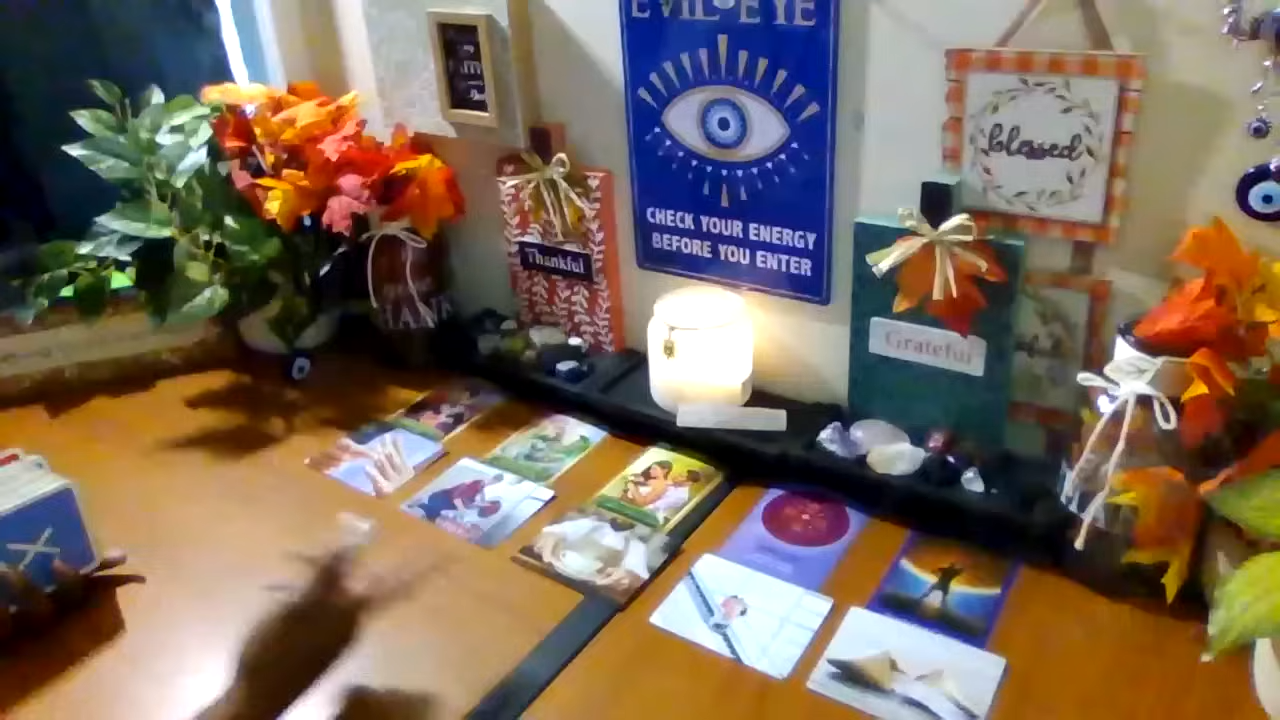 EVIL EYE
CHECK YOUR ENERGY
BEFORE YOU ENTER
blessed
Thankful
Grateful